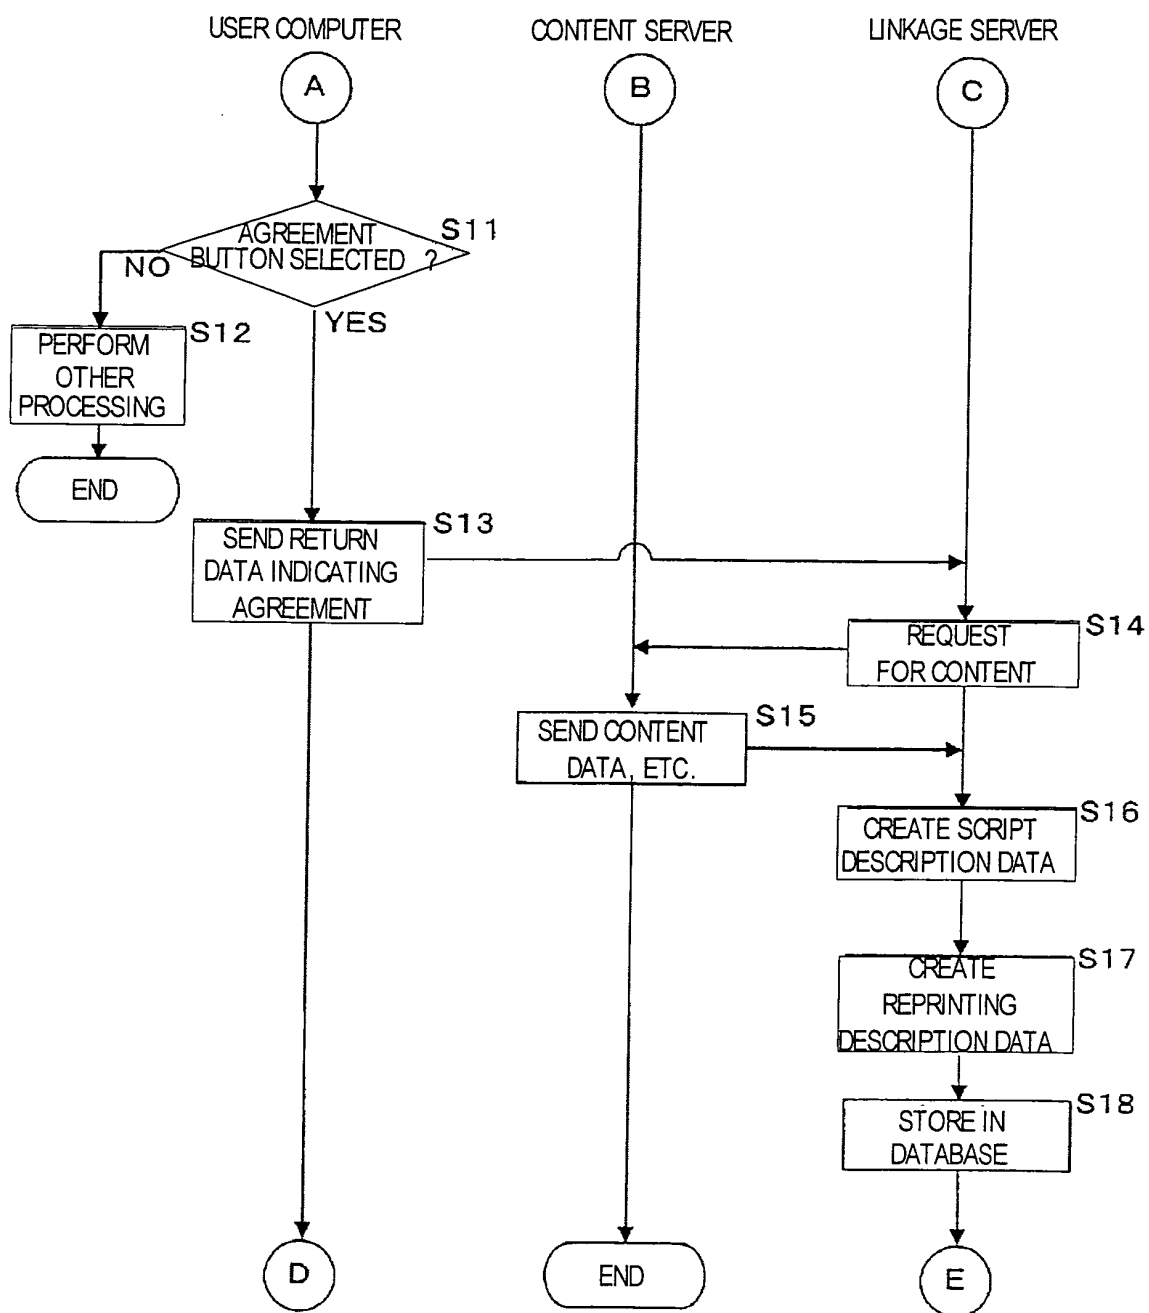 USER COMPUTER
CONTENT SERVER
LINKAGE SERVER
A
B
C
S11
AGREEMENT
BUTTON SELECTED ?
NO
YES
S12
PERFORM
OTHER
PROCESSING
END
S13
SEND RETURN
DATA INDICATING
AGREEMENT
S14
REQUEST
FOR CONTENT
S15
SEND CONTENT
DATA, ETC.
S16
CREATE SCRIPT
DESCRIPTION DATA
S17
CREATE
REPRINTING
DESCRIPTION DATA
S18
STORE IN
DATABASE
D
END
E